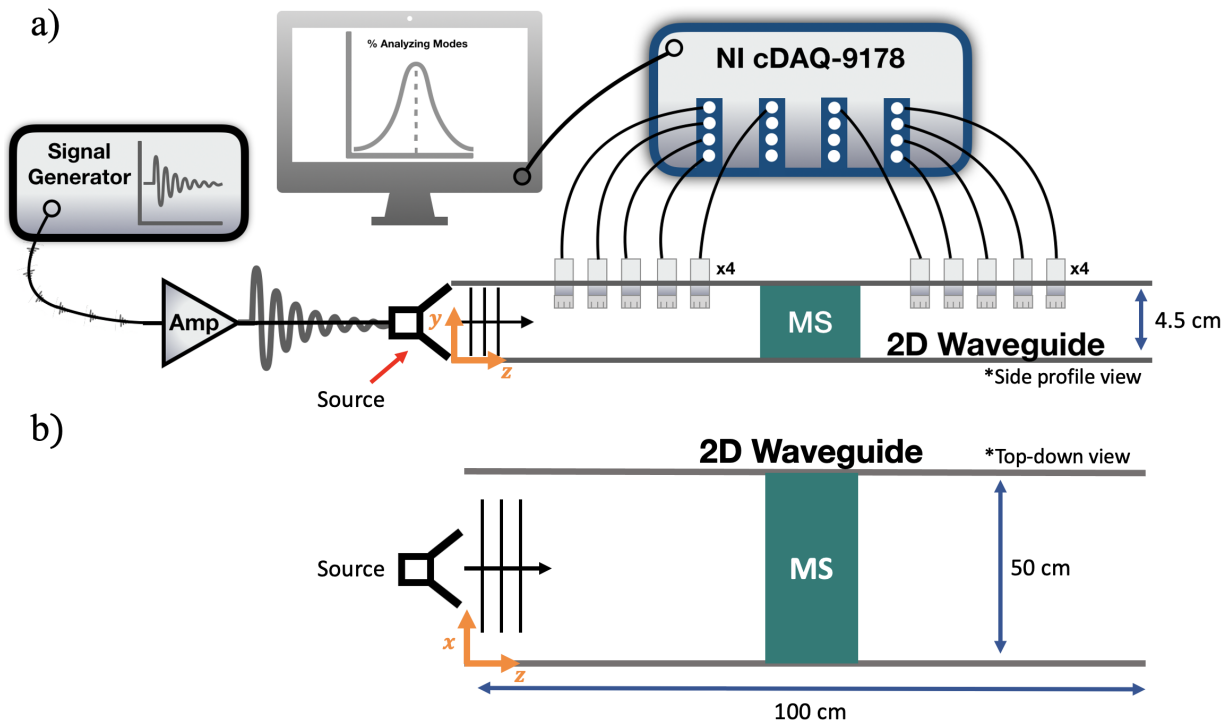 a)
% Analyzing Modes
NI cDAQ-9178
Signal
Generator
x4
x4
Amp
y
z
MS
4.5 cm
2D Waveguide
*Side profile view
Source
b)
2D Waveguide
*Top-down view
Source
MS
50 cm
x
z
100 cm